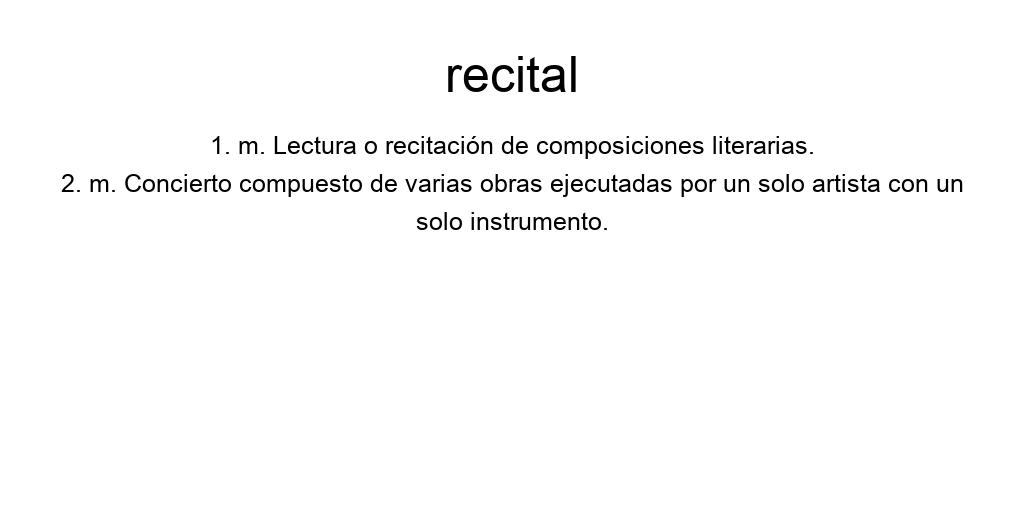 recital
1. m. Lectura o recitación de composiciones literarias.
2. m. Concierto compuesto de varias obras ejecutadas por un solo artista con un
solo instrumento.